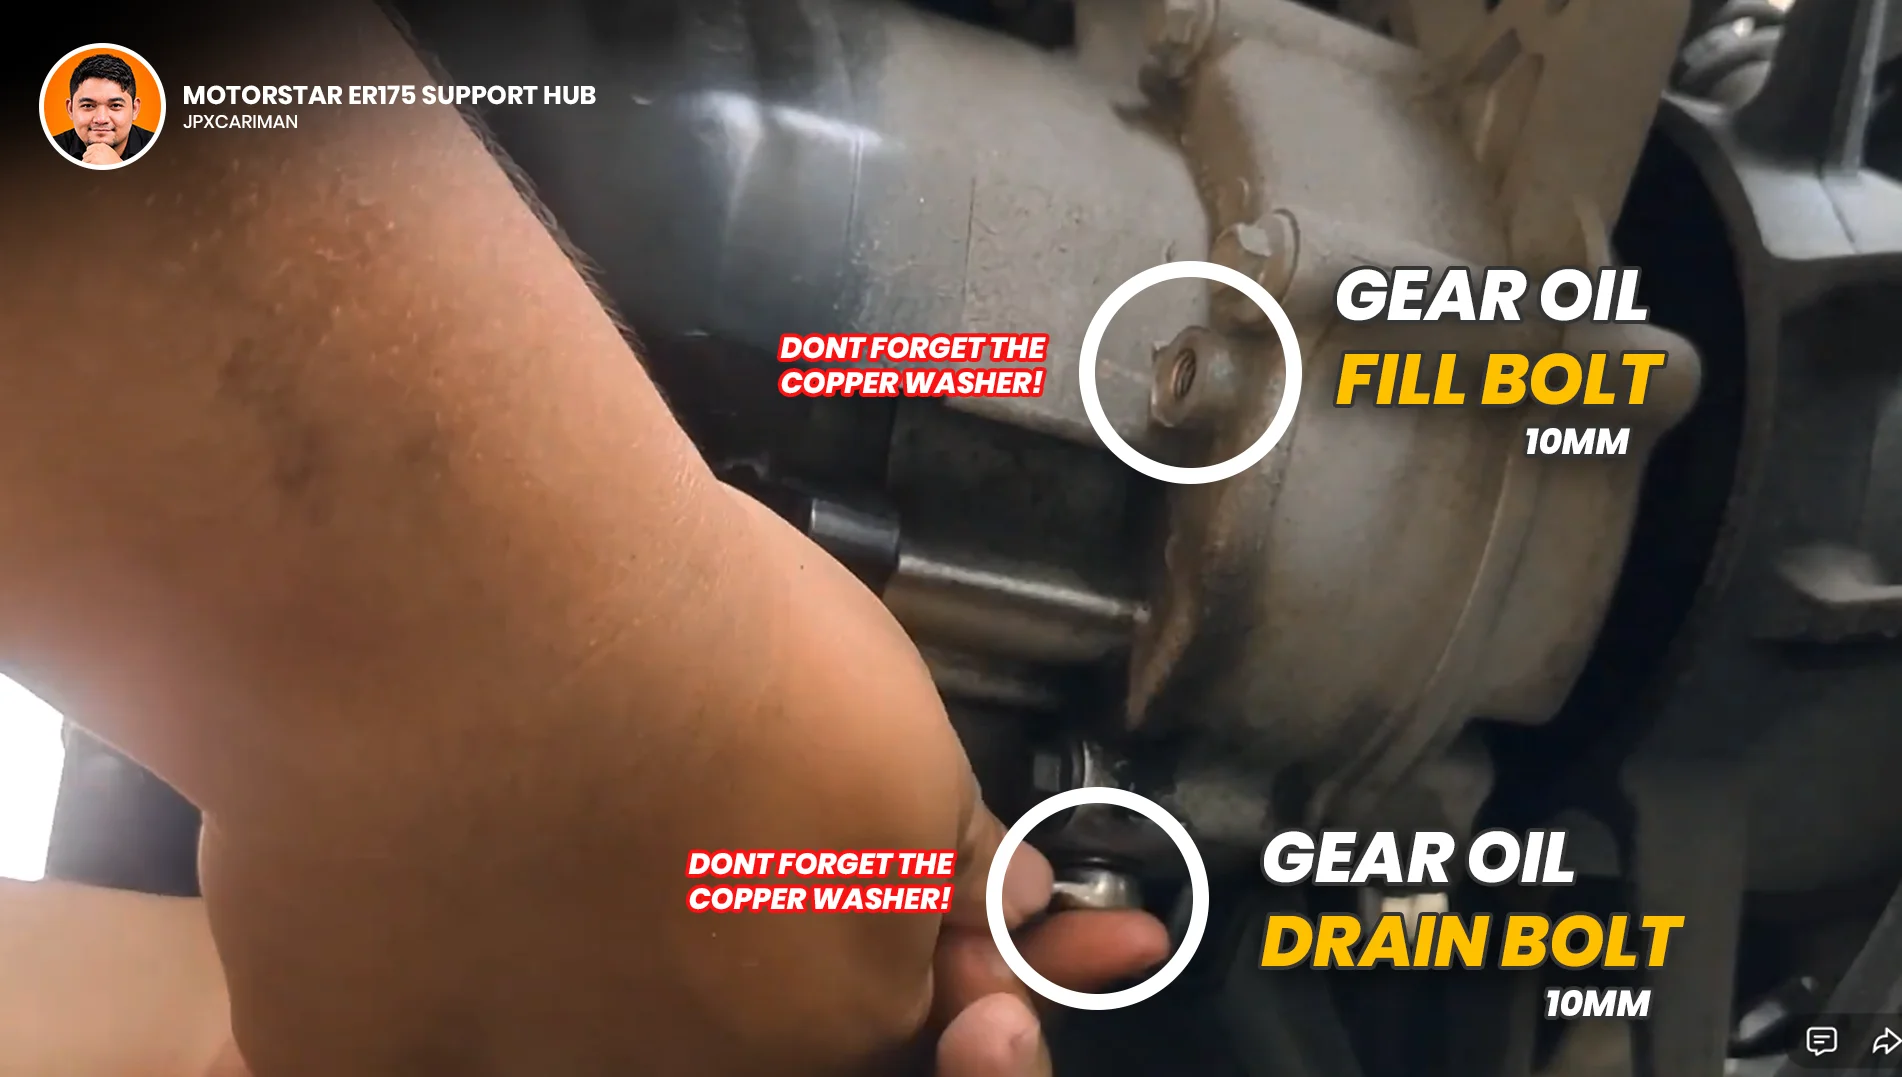 MOTORSTAR ER175 SUPPORT HUB
JPXCARIMAN
GEAR OIL
FILL BOLT
10MM
DONT FORGET THE
COPPER WASHER!
GEAR OIL
DRAIN BOLT
10MM
DONT FORGET THE
COPPER WASHER!